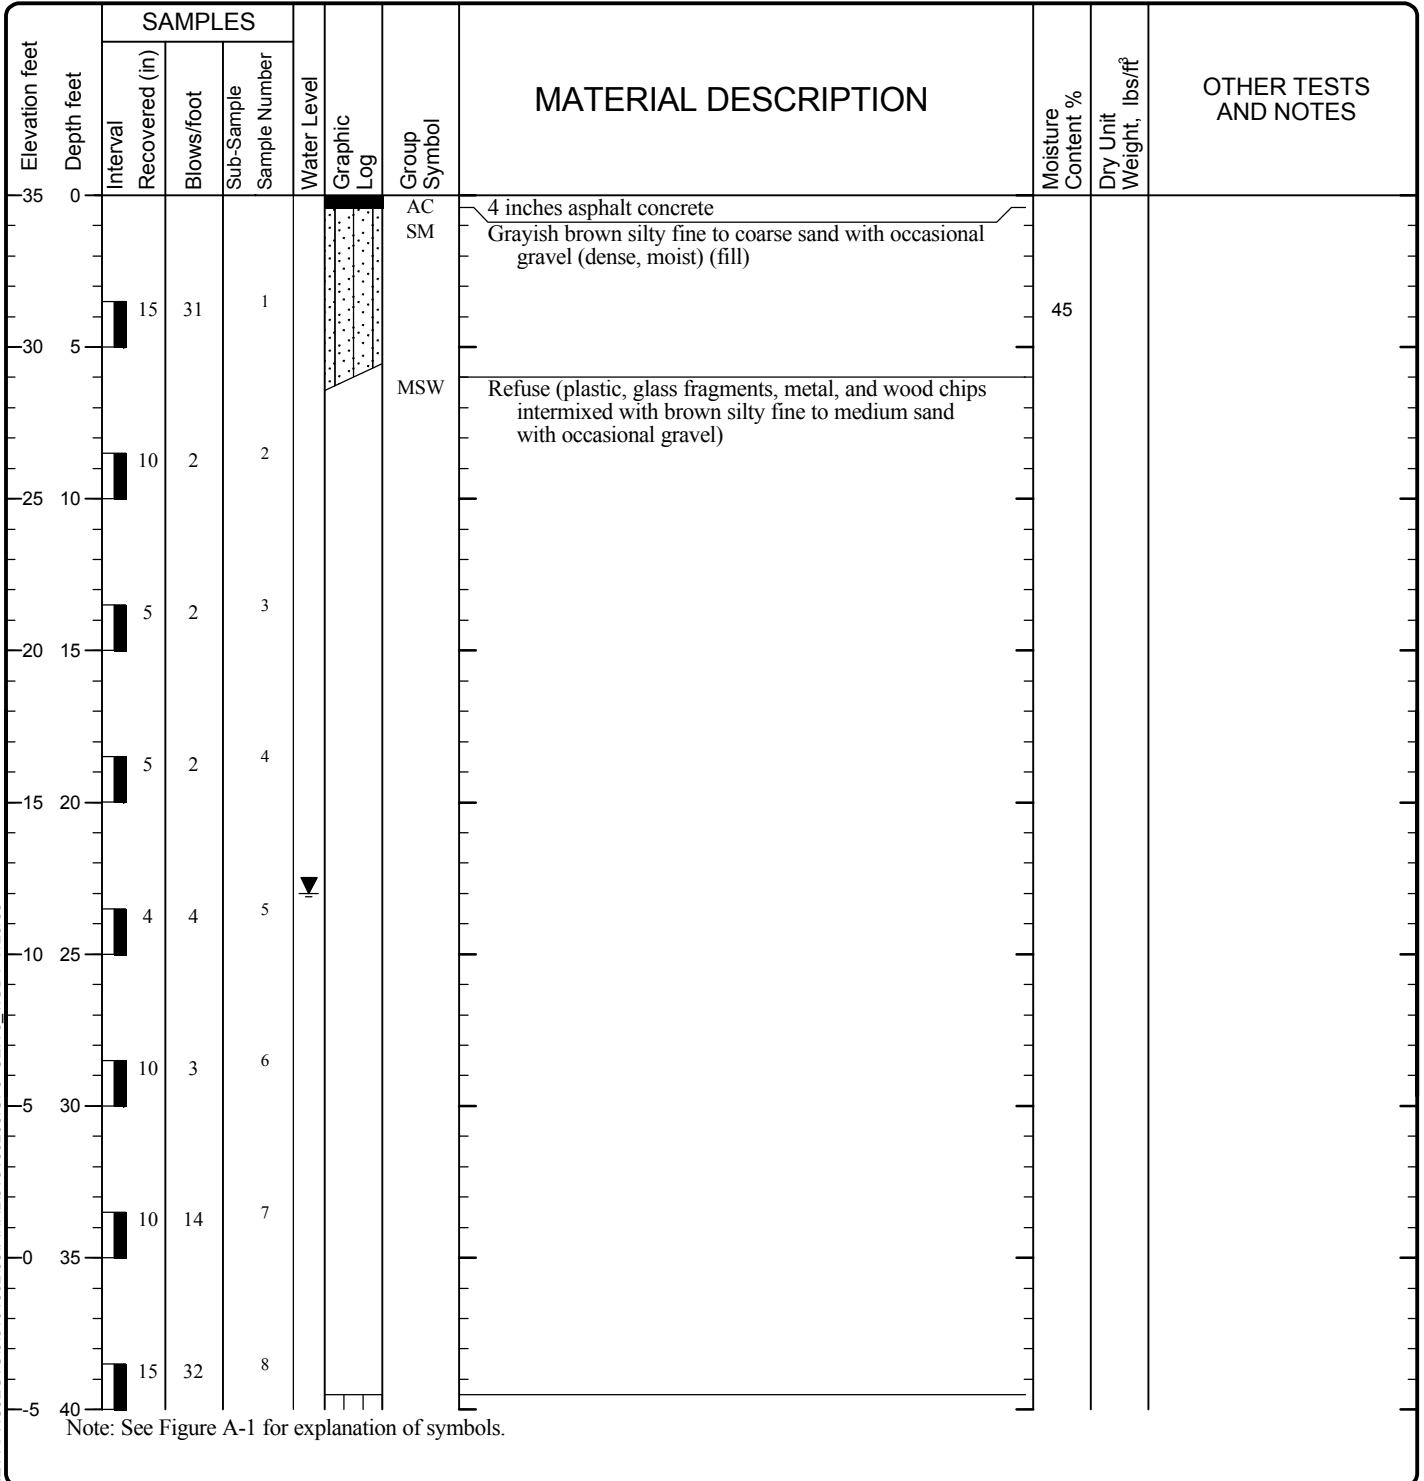 SAMPLES
Elevation feet
Depth feet
Interval
Recovered (in)
Blows/foot
Sub-Sample
Sample Number
Water Level
Graphic
Log
Group
Symbol
MATERIAL DESCRIPTION
Moisture
Content %
Dry Unit
Weight, lbs/ft³
OTHER TESTS
AND NOTES
35 0
AC 4 inches asphalt concrete
SM Grayish brown silty fine to coarse sand with occasional
gravel (dense, moist) (fill)
15 31 1 45
30 5
MSW Refuse (plastic, glass fragments, metal, and wood chips
intermixed with brown silty fine to medium sand
with occasional gravel)
10 2 2
25 10
5 2 3
20 15
5 2 4
15 20
4 4 5
10 25
10 3 6
5 30
10 14 7
0 35
15 32 8
-5 40
Note: See Figure A-1 for explanation of symbols.